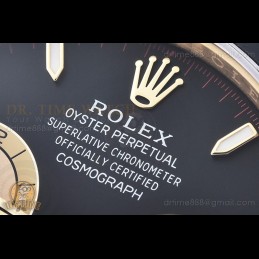 ROLEX
OYSTER PERPETUAL
SUPERLATIVE CHRONOMETER
OFFICIALLY CERTIFIED
COSMOGRAPH